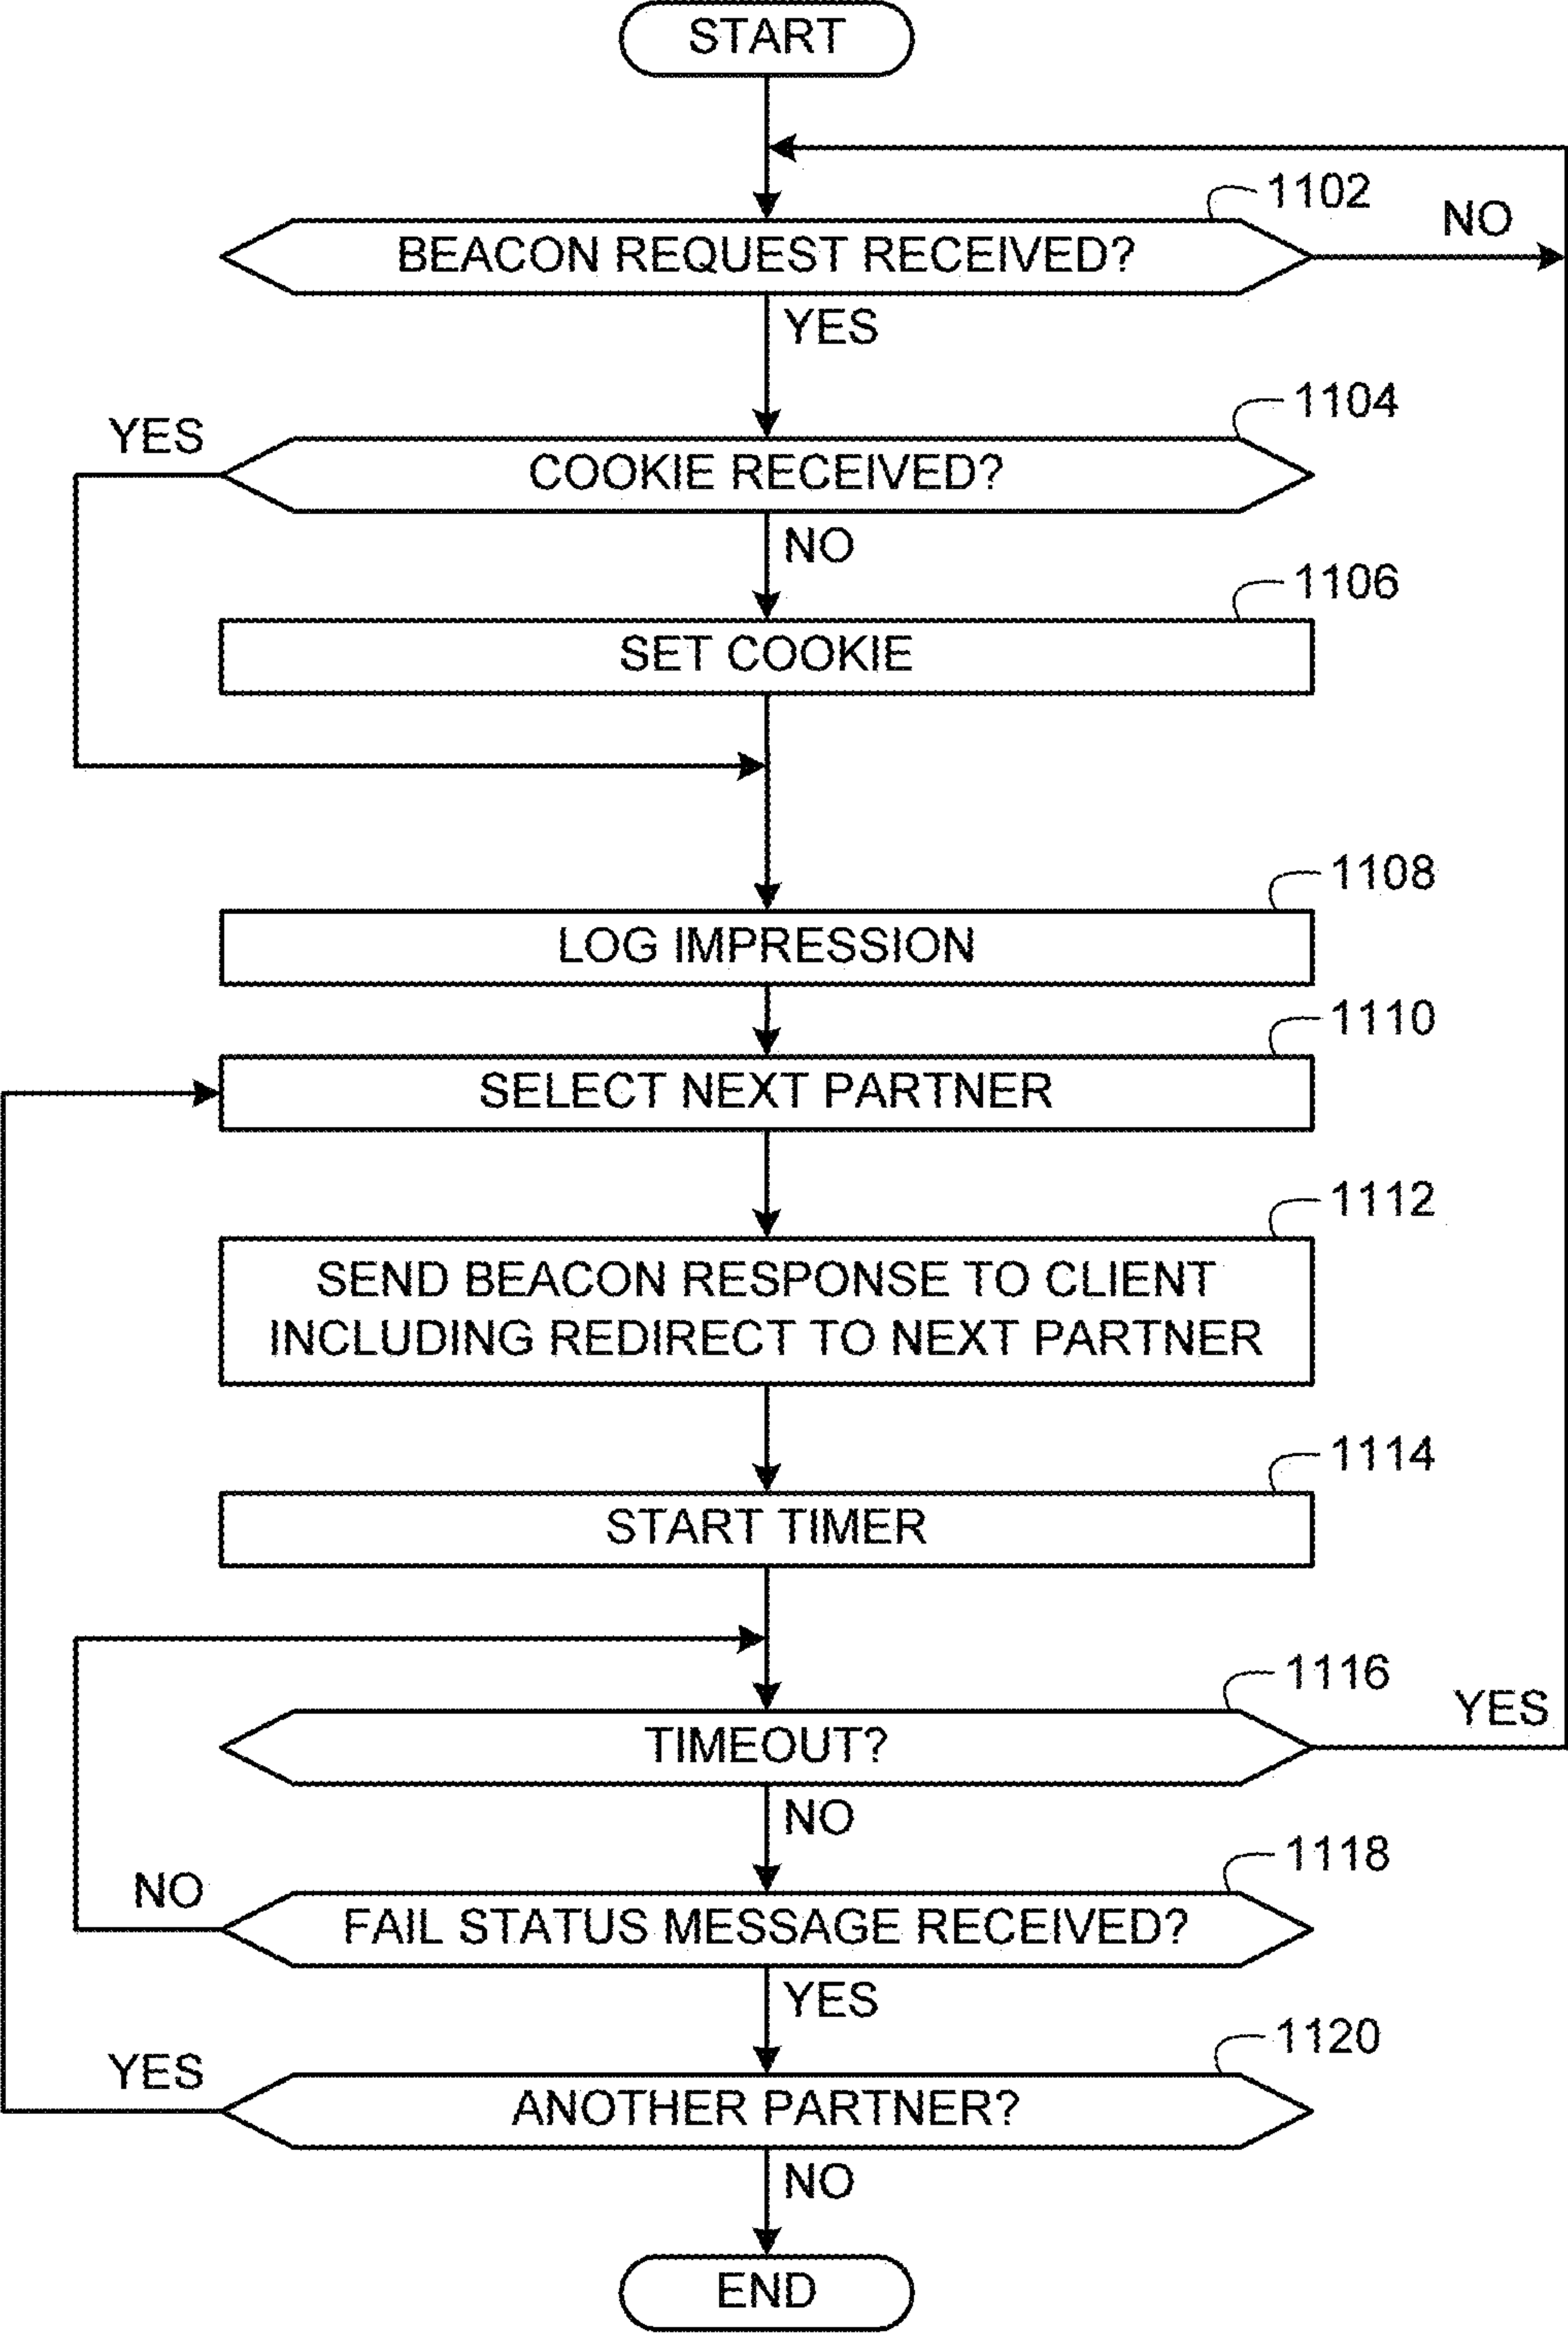 START
1102
BEACON REQUEST RECEIVED?
NO
YES
1104
YES
COOKIE RECEIVED?
NO
1106
SET COOKIE
1108
LOG IMPRESSION
1110
SELECT NEXT PARTNER
1112
SEND BEACON RESPONSE TO CLIENT
INCLUDING REDIRECT TO NEXT PARTNER
1114
START TIMER
1116
TIMEOUT?
YES
NO
1118
NO
FAIL STATUS MESSAGE RECEIVED?
YES
1120
YES
ANOTHER PARTNER?
NO
END